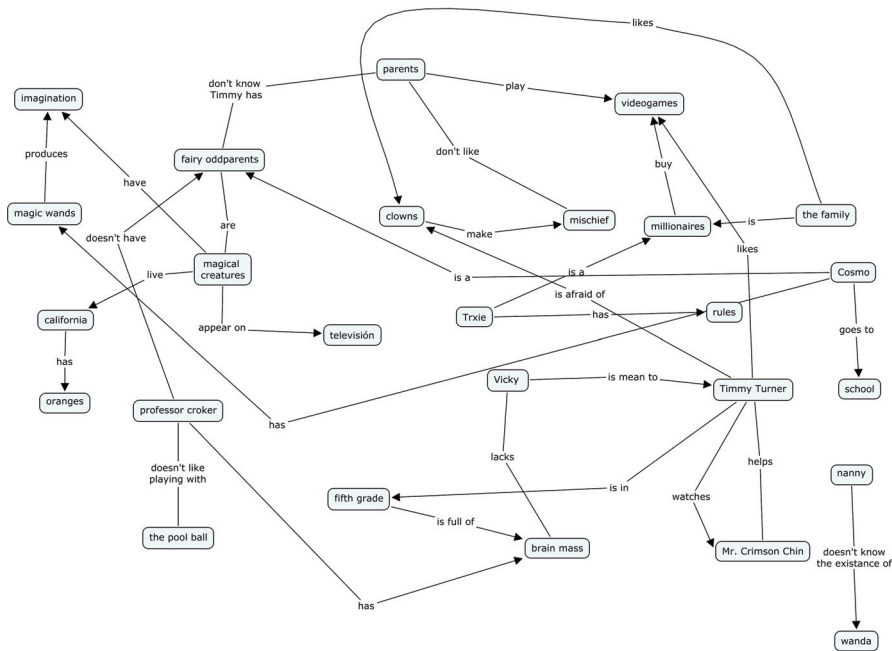 likes
parents
don't know
Timmy has
play
imagination
videogames
produces
don't like
fairy oddparents
buy
have
magic wands
clowns
mischief
the family
is
millionaires
are
make
doesn't have
likes
magical
creatures
live
is a
is a
Cosmo
is afraid of
california
Trxie
has
rules
appear on
televisión
goes to
has
Vicky
is mean to
Timmy Turner
school
oranges
professor croker
has
lacks
helps
doesn't like
playing with
nanny
is in
fifth grade
watches
is full of
the pool ball
brain mass
Mr. Crimson Chin
doesn't know
the existance of
has
wanda